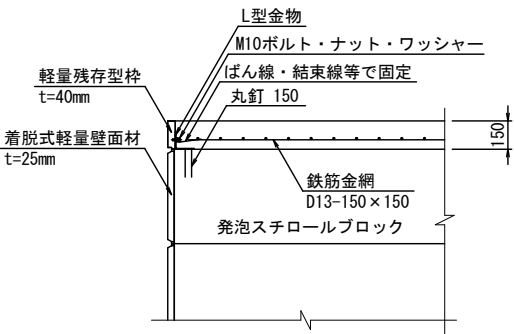 L型金物
M10ボルト・ナット・ワッシャー
ばん線・結束線等で固定
丸釘 150
軽量残存型枠
t=40mm
着脱式軽量壁面材
t=25mm
150
鉄筋金網
D13-150×150
発泡スチロールブロック